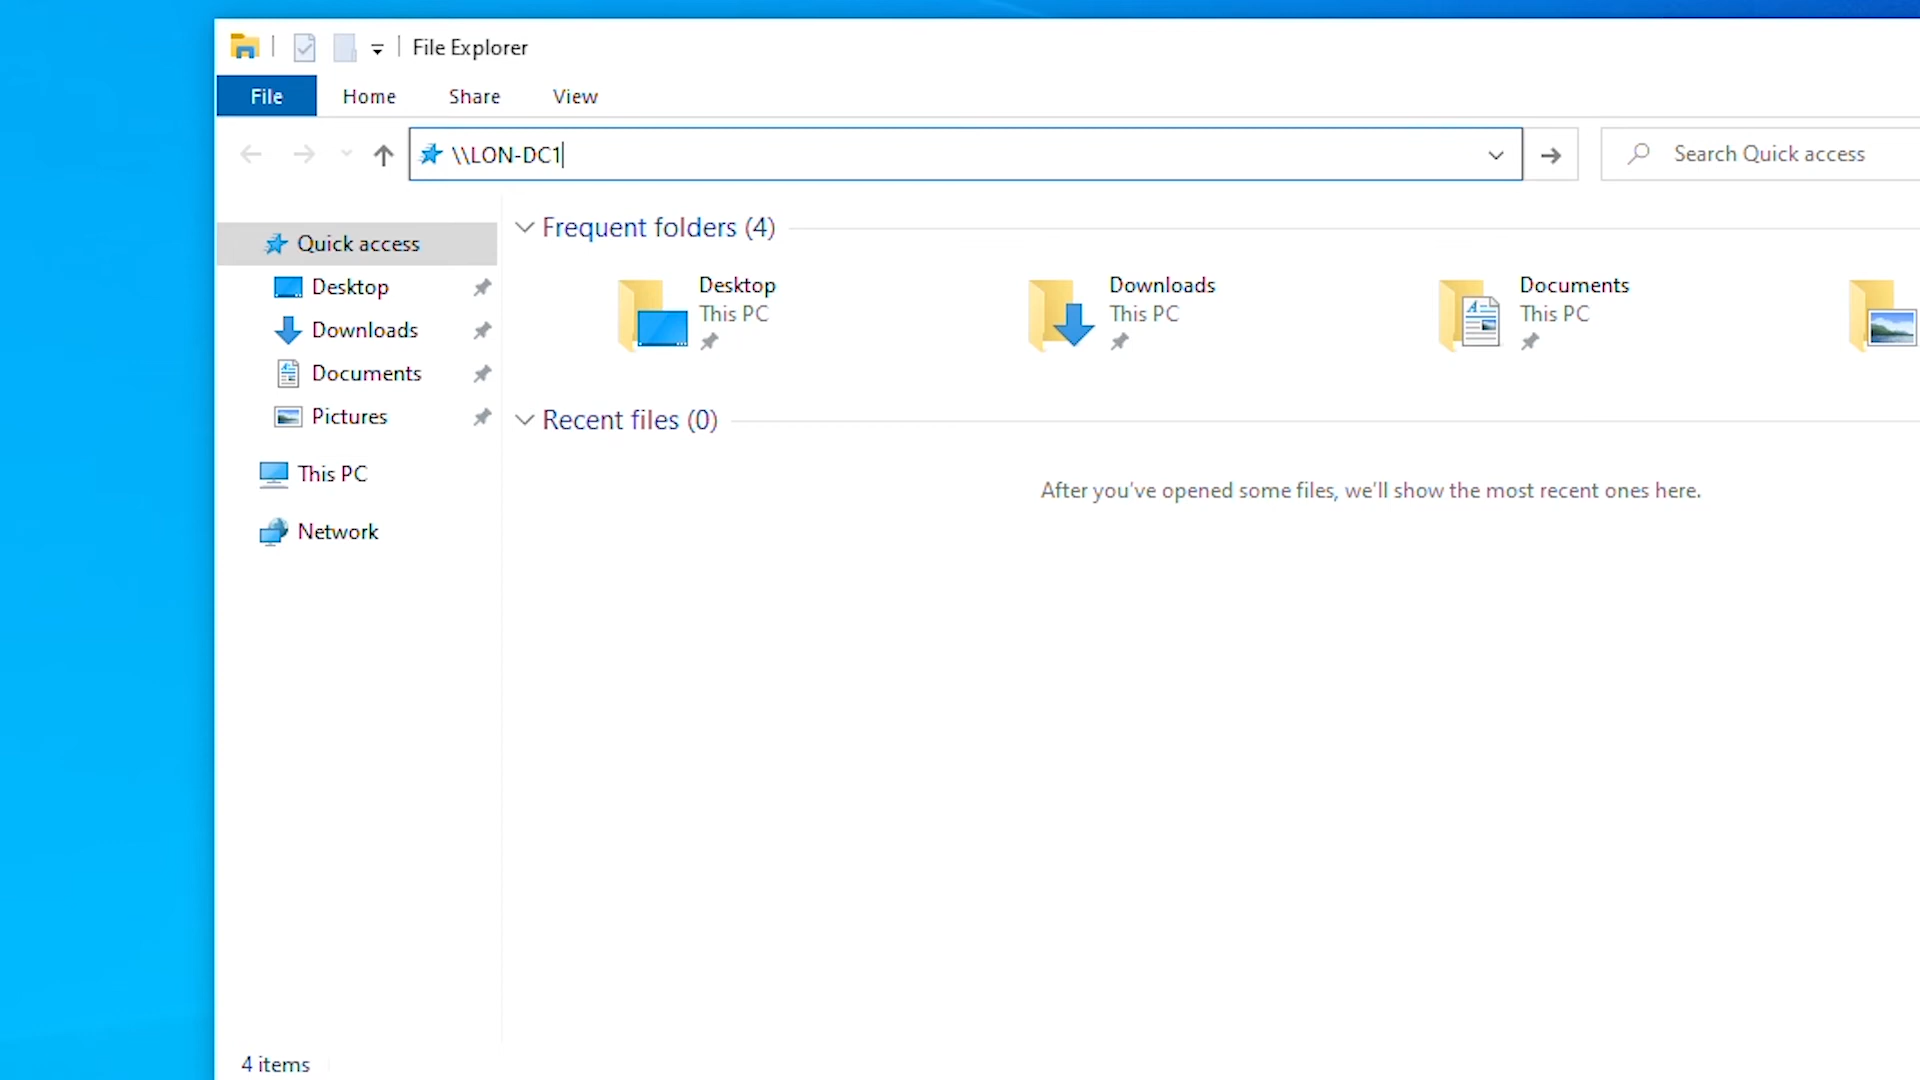 File Explorer
File Home Share View
\\LON-DC1
Search Quick access
Quick access
Desktop
Downloads
Documents
Pictures
This PC
Network
Frequent folders (4)
Desktop
This PC
Downloads
This PC
Documents
This PC
Recent files (0)
After you've opened some files, we'll show the most recent ones here.
4 items